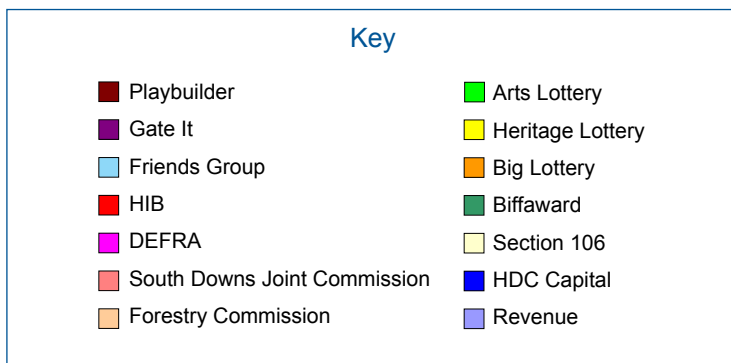 Key
Playbuilder
Gate It
Friends Group
HIB
DEFRA
South Downs Joint Commission
Forestry Commission
Arts Lottery
Heritage Lottery
Big Lottery
Biffaward
Section 106
HDC Capital
Revenue